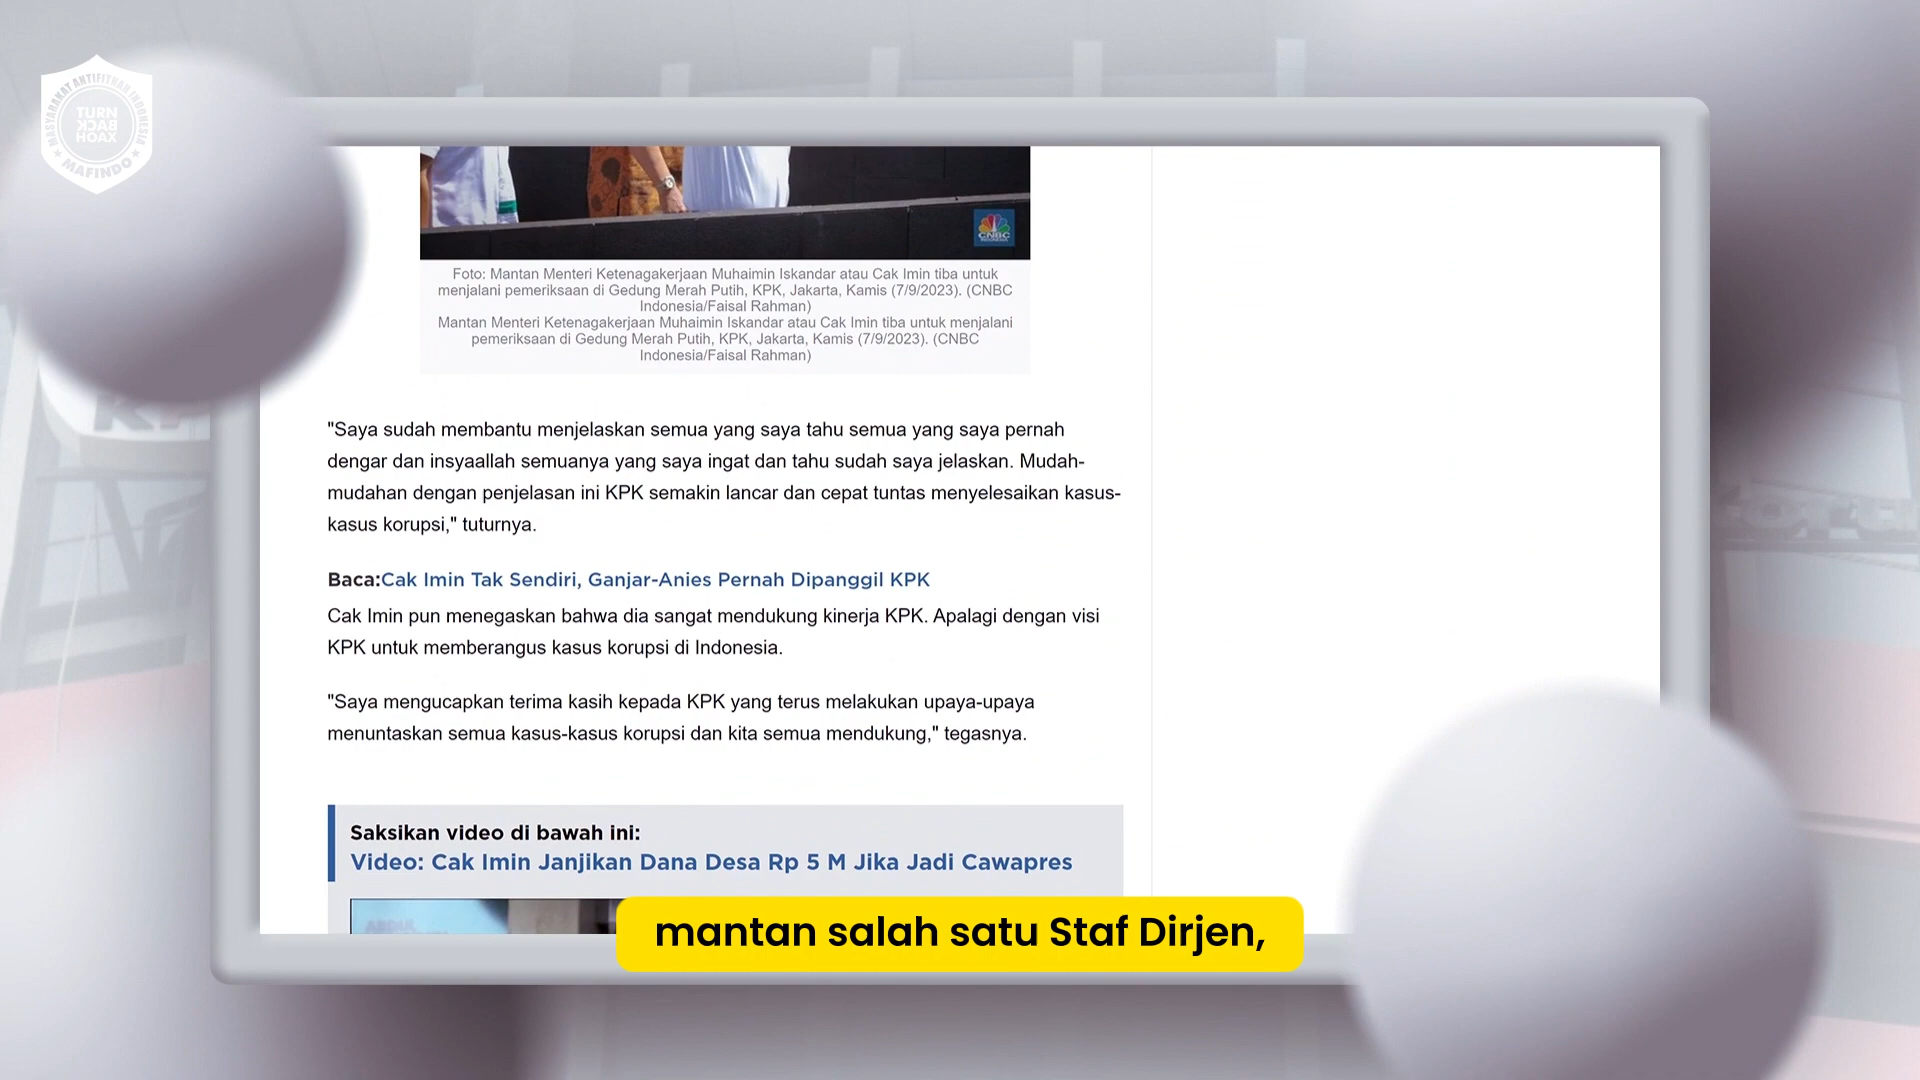 MASYARAKAT ANTIFITNAH INDONESIA
TURN
BACK
HOAX
MAFINDO
CNBC
Foto: Mantan Menteri Ketenagakerjaan Muhaimin Iskandar atau Cak Imin tiba untuk
menjalani pemeriksaan di Gedung Merah Putih, KPK, Jakarta, Kamis (7/9/2023). (CNBC
Indonesia/Faisal Rahman)
Mantan Menteri Ketenagakerjaan Muhaimin Iskandar atau Cak Imin tiba untuk menjalani
pemeriksaan di Gedung Merah Putih, KPK, Jakarta, Kamis (7/9/2023). (CNBC
Indonesia/Faisal Rahman)
"Saya sudah membantu menjelaskan semua yang saya tahu semua yang saya pernah
dengar dan insyaallah semuanya yang saya ingat dan tahu sudah saya jelaskan. Mudah-
mudahan dengan penjelasan ini KPK semakin lancar dan cepat tuntas menyelesaikan kasus-
kasus korupsi," tuturnya.
Baca:Cak Imin Tak Sendiri, Ganjar-Anies Pernah Dipanggil KPK
Cak Imin pun menegaskan bahwa dia sangat mendukung kinerja KPK. Apalagi dengan visi
KPK untuk memberangus kasus korupsi di Indonesia.
"Saya mengucapkan terima kasih kepada KPK yang terus melakukan upaya-upaya
menuntaskan semua kasus-kasus korupsi dan kita semua mendukung," tegasnya.
Saksikan video di bawah ini:
Video: Cak Imin Janjikan Dana Desa Rp 5 M Jika Jadi Cawapres
mantan salah satu Staf Dirjen,